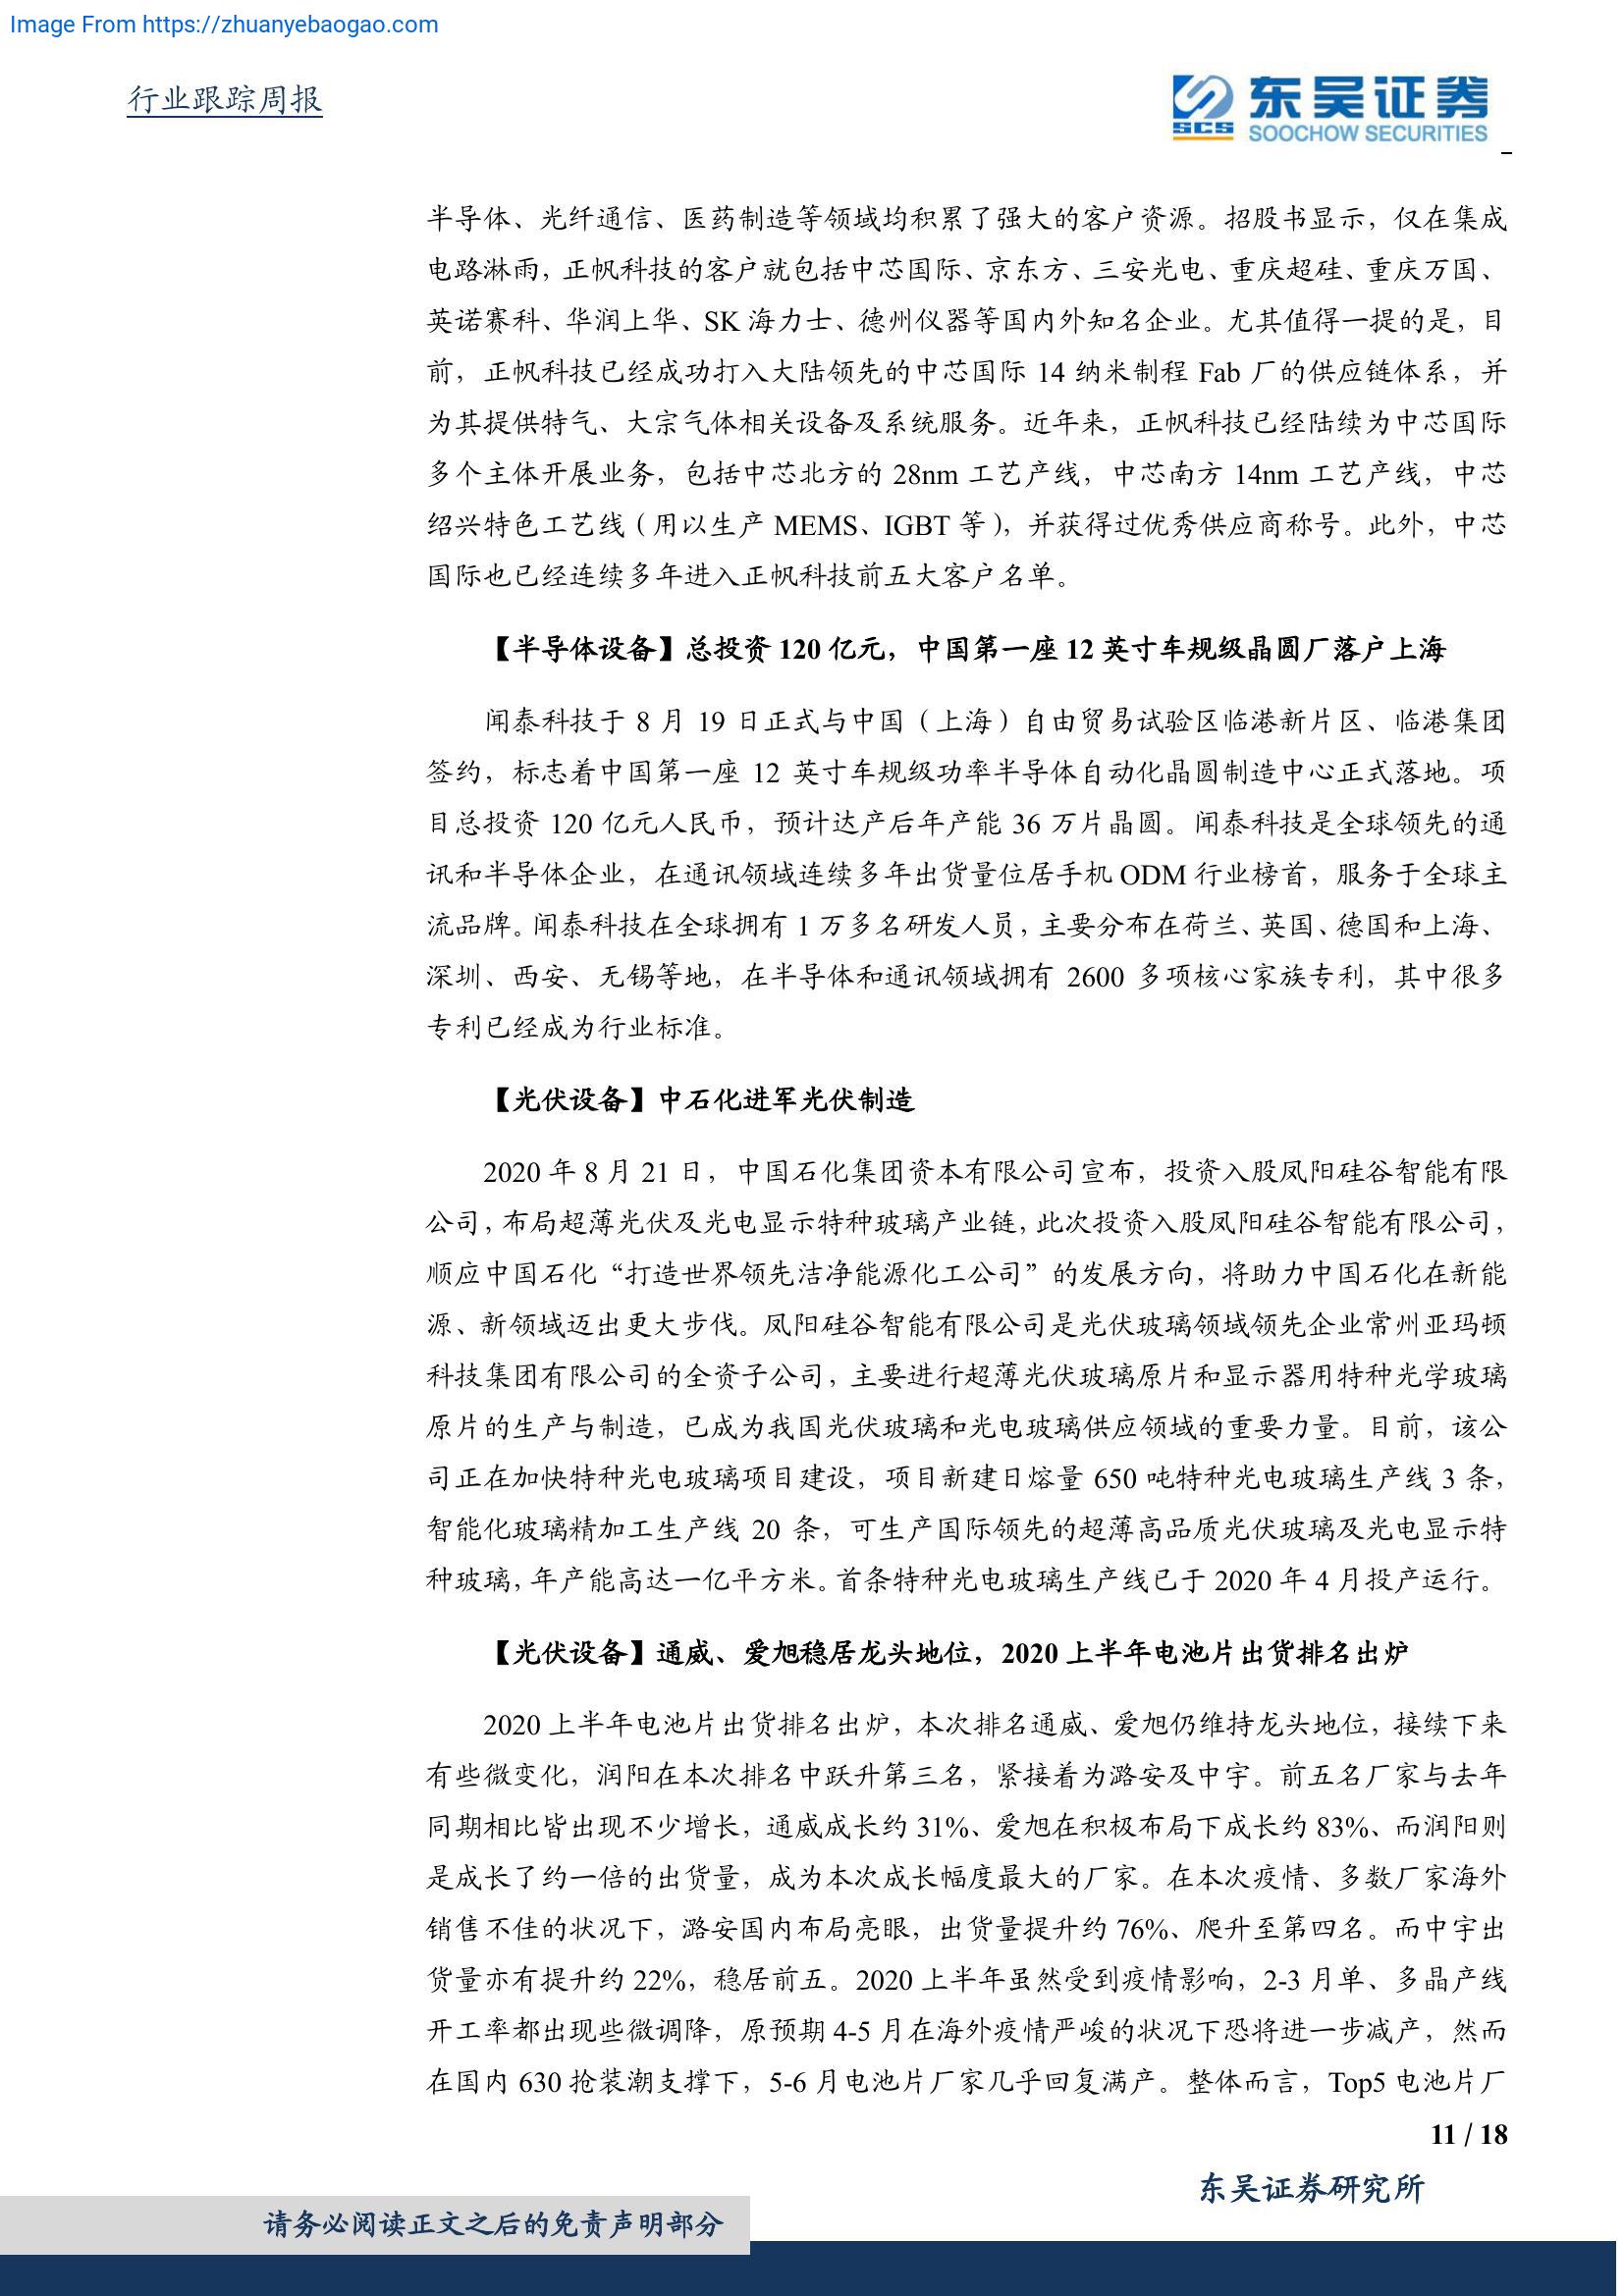 Image From https://zhuanyebaogao.com
行业跟踪周报
东吴证券
SCS
SOOCHOW SECURITIES
半导体、光纤通信、医药制造等领域均积累了强大的客户资源。招股书显示，仅在集成
电路淋雨，正帆科技的客户就包括中芯国际、京东方、三安光电、重庆超硅、重庆万国、
英诺赛科、华润上华、SK 海力士、德州仪器等国内外知名企业。尤其值得一提的是，目
前，正帆科技已经成功打入大陆领先的中芯国际 14 纳米制程 Fab 厂的供应链体系，并
为其提供特气、大宗气体相关设备及系统服务。近年来，正帆科技已经陆续为中芯国际
多个主体开展业务，包括中芯北方的 28nm 工艺产线，中芯南方 14nm 工艺产线，中芯
绍兴特色工艺线（用以生产 MEMS、IGBT 等），并获得过优秀供应商称号。此外，中芯
国际也已经连续多年进入正帆科技前五大客户名单。
【半导体设备】总投资 120 亿元，中国第一座 12 英寸车规级晶圆厂落户上海
闻泰科技于 8 月 19 日正式与中国（上海）自由贸易试验区临港新片区、临港集团
签约，标志着中国第一座 12 英寸车规级功率半导体自动化晶圆制造中心正式落地。项
目总投资 120 亿元人民币，预计达产后年产能 36 万片晶圆。闻泰科技是全球领先的通
讯和半导体企业，在通讯领域连续多年出货量位居手机 ODM 行业榜首，服务于全球主
流品牌。闻泰科技在全球拥有 1 万多名研发人员，主要分布在荷兰、英国、德国和上海、
深圳、西安、无锡等地，在半导体和通讯领域拥有 2600 多项核心家族专利，其中很多
专利已经成为行业标准。
【光伏设备】中石化进军光伏制造
2020 年 8 月 21 日，中国石化集团资本有限公司宣布，投资入股凤阳硅谷智能有限
公司，布局超薄光伏及光电显示特种玻璃产业链，此次投资入股凤阳硅谷智能有限公司，
顺应中国石化“打造世界领先洁净能源化工公司”的发展方向，将助力中国石化在新能
源、新领域迈出更大步伐。凤阳硅谷智能有限公司是光伏玻璃领域领先企业常州亚玛顿
科技集团有限公司的全资子公司，主要进行超薄光伏玻璃原片和显示器用特种光学玻璃
原片的生产与制造，已成为我国光伏玻璃和光电玻璃供应领域的重要力量。目前，该公
司正在加快特种光电玻璃项目建设，项目新建日熔量 650 吨特种光电玻璃生产线 3 条，
智能化玻璃精加工生产线 20 条，可生产国际领先的超薄高品质光伏玻璃及光电显示特
种玻璃，年产能高达一亿平方米。首条特种光电玻璃生产线已于 2020 年 4 月投产运行。
【光伏设备】通威、爱旭稳居龙头地位，2020 上半年电池片出货排名出炉
2020 上半年电池片出货排名出炉，本次排名通威、爱旭仍维持龙头地位，接续下来
有些微变化，润阳在本次排名中跃升第三名，紧接着为潞安及中宇。前五名厂家与去年
同期相比皆出现不少增长，通威成长约 31%、爱旭在积极布局下成长约 83%、而润阳则
是成长了约一倍的出货量，成为本次成长幅度最大的厂家。在本次疫情、多数厂家海外
销售不佳的状况下，潞安国内布局亮眼，出货量提升约 76%、爬升至第四名。而中宇出
货量亦有提升约 22%，稳居前五。2020 上半年虽然受到疫情影响，2-3 月单、多晶产线
开工率都出现些微调降，原预期 4-5 月在海外疫情严峻的状况下恐将进一步减产，然而
在国内 630 抢装潮支撑下，5-6 月电池片厂家几乎回复满产。整体而言，Top5 电池片厂
11 / 18
东吴证券研究所
请务必阅读正文之后的免责声明部分